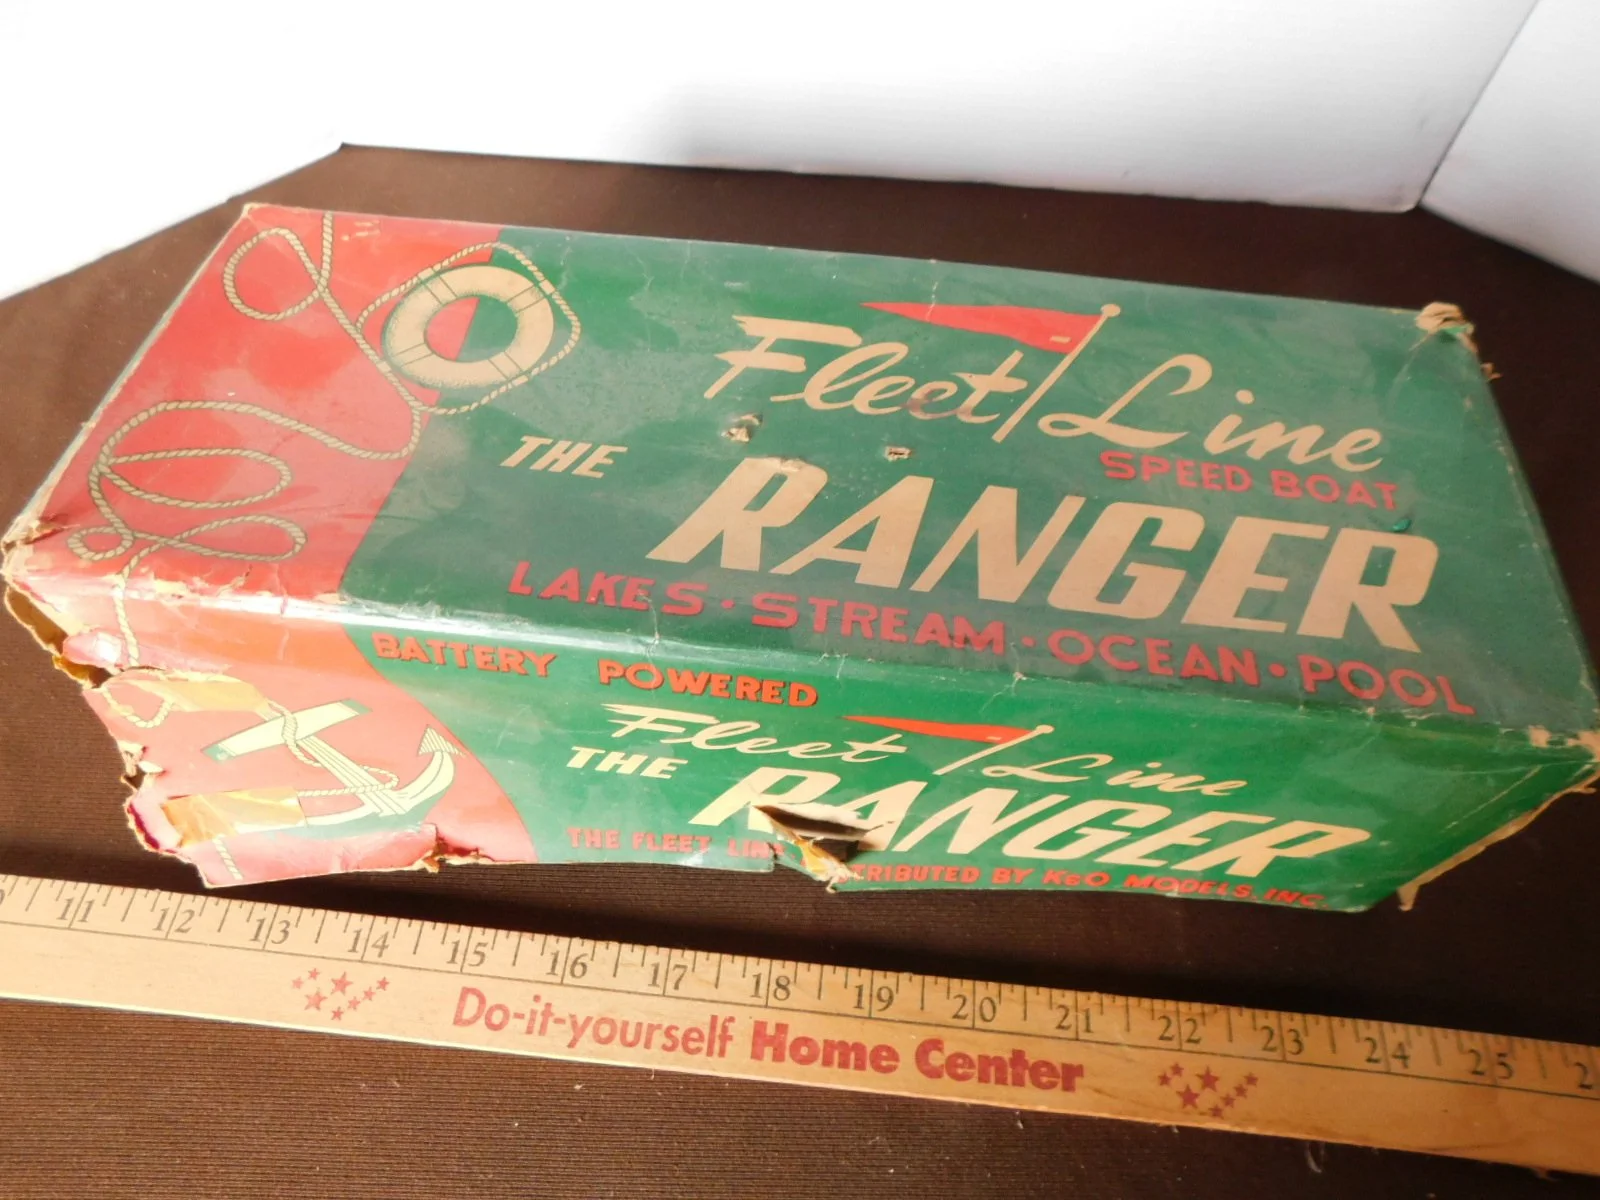 Fleet Line
SPEED BOAT
THE RANGER
LAKES • STREAM • OCEAN • POOL
BATTERY POWERED
Fleet Line
THE RANGER
THE FLEET LINE TRIBUTED BY K&O MODELS, INC.
11 12 13 14 15 16 17 18 19 20 21 22 23 24 25
Do-it-yourself Home Center